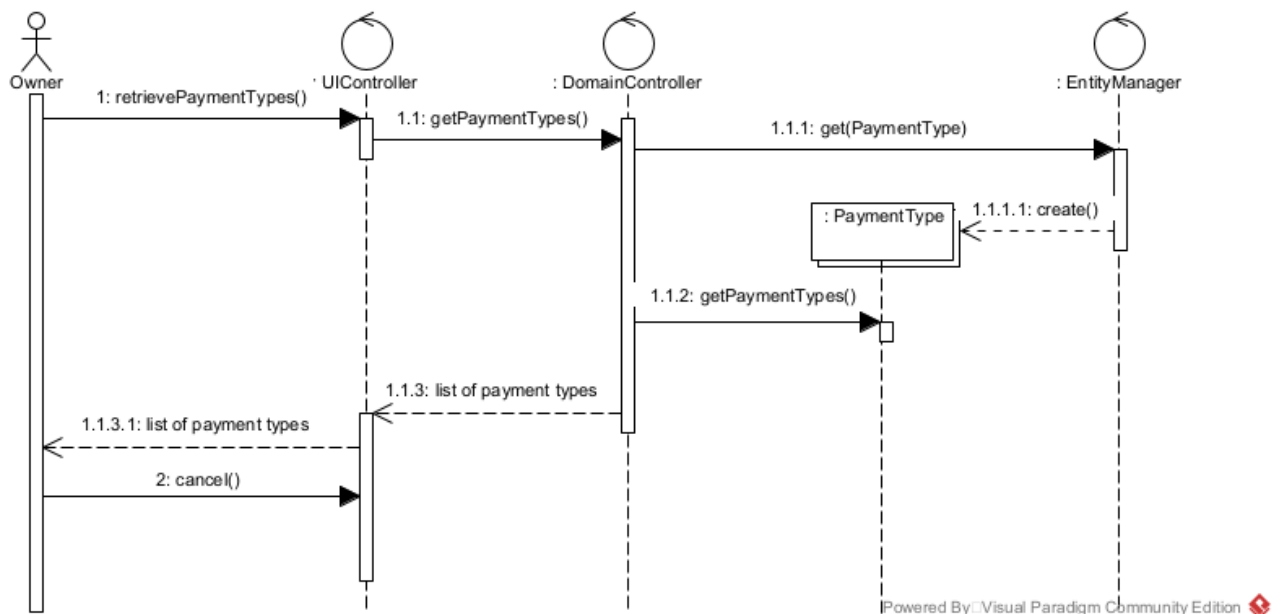 Owner
: UIController
: DomainController
: EntityManager
1: retrievePaymentTypes()
1.1: getPaymentTypes()
1.1.1: get(PaymentType)
: PaymentType
1.1.1.1: create()
1.1.2: getPaymentTypes()
1.1.3: list of payment types
1.1.3.1: list of payment types
2: cancel()
Powered By□Visual Paradigm Community Edition